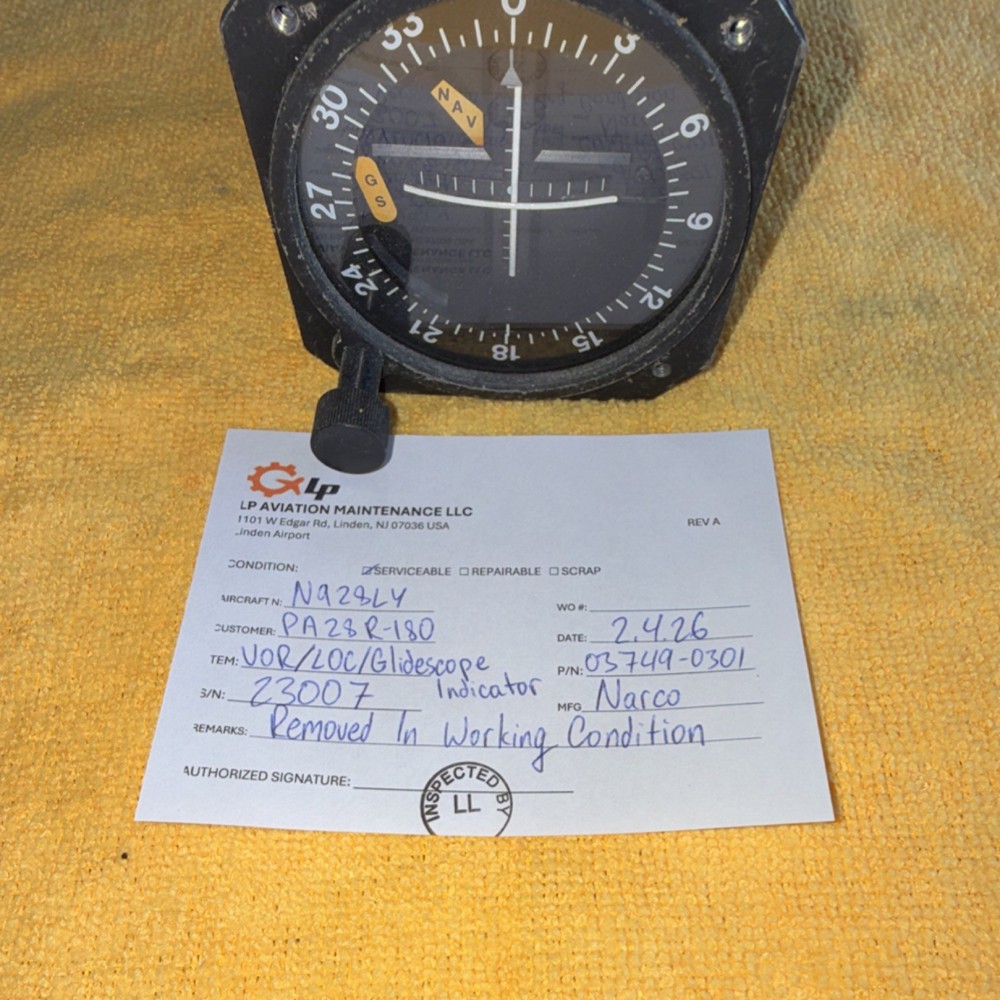 0
33
3
30
6
NAV
GS
27
9
24
12
21
15
18
LP
LP AVIATION MAINTENANCE LLC
1101 W Edgar Rd, Linden, NJ 07036 USA
REV A
Linden Airport
CONDITION: SERVICEABLE REPAIRABLE SCRAP
AIRCRAFT N: N928LY
WO #:
CUSTOMER: PA28R-180
DATE: 2.4.26
ITEM: VOR/LOC/Glidescope Indicator
P/N: 03749-0301
S/N: 23007
MFG Narco
REMARKS: Removed In Working Condition
AUTHORIZED SIGNATURE:
INSPECTED BY
LL